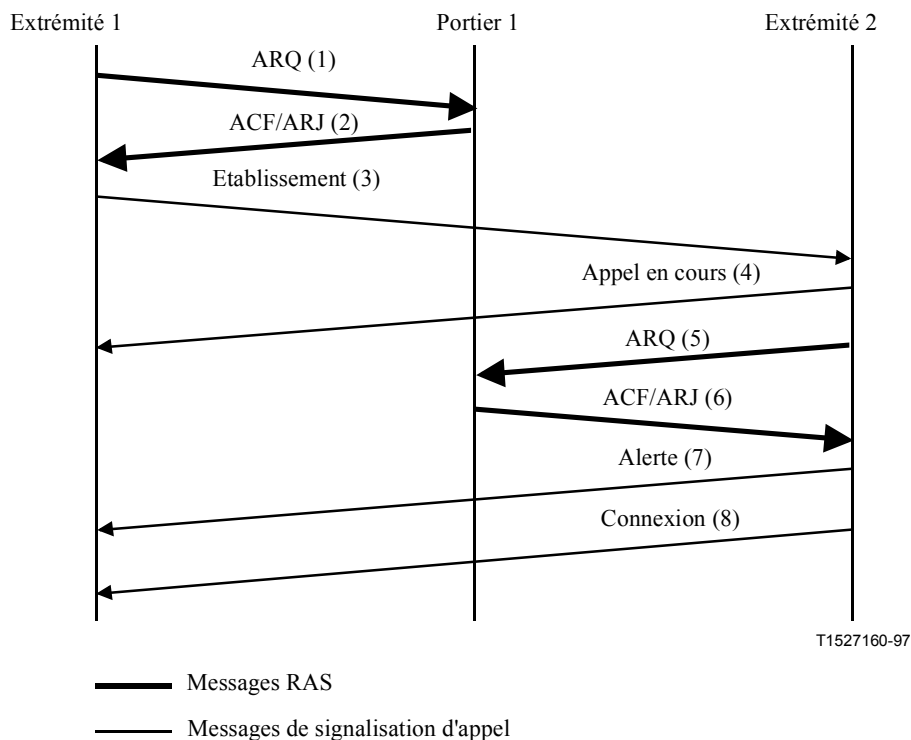 Extrémité 1
Portier 1
Extrémité 2
ARQ (1)
ACF/ARJ (2)
Etablissement (3)
Appel en cours (4)
ARQ (5)
ACF/ARJ (6)
Alerte (7)
Connexion (8)
T1527160-97
Messages RAS
Messages de signalisation d'appel